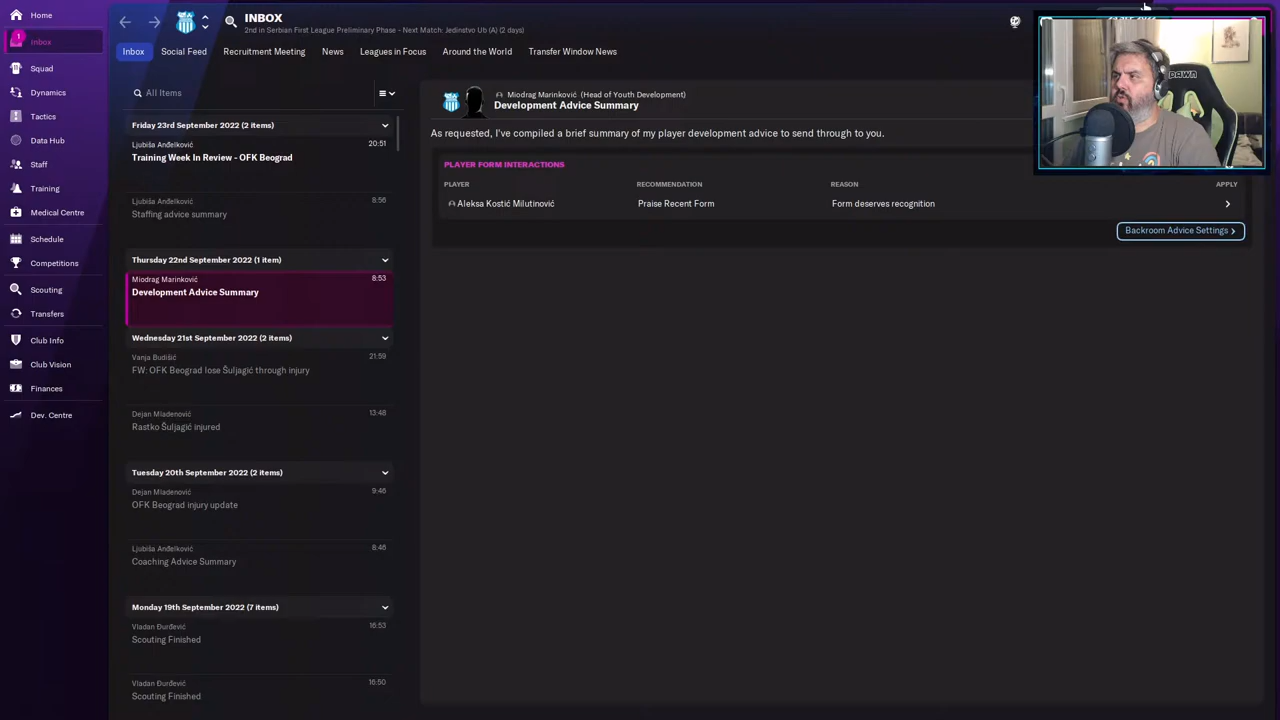 Home
1
Inbox
Squad
Dynamics
Tactics
Data Hub
Staff
Training
Medical Centre
Schedule
Competitions
Scouting
Transfers
Club Info
Club Vision
Finances
Dev. Centre
INBOX
2nd in Serbian First League Preliminary Phase - Next Match: Jedinstvo Ub (A) (2 days)
Inbox
Social Feed
Recruitment Meeting
News
Leagues in Focus
Around the World
Transfer Window News
All Items
Friday 23rd September 2022 (2 items)
Ljubiša Anđelković
20:51
Training Week In Review - OFK Beograd
Ljubiša Anđelković
8:56
Staffing advice summary
Thursday 22nd September 2022 (1 item)
Miodrag Marinković
8:53
Development Advice Summary
Wednesday 21st September 2022 (2 items)
Vanja Budišić
21:59
FW: OFK Beograd lose Šuljagić through injury
Dejan Mladenović
13:48
Rastko Šuljagić injured
Tuesday 20th September 2022 (2 items)
Dejan Mladenović
9:46
OFK Beograd injury update
Ljubiša Anđelković
8:46
Coaching Advice Summary
Monday 19th September 2022 (7 items)
Vladan Đurđević
16:53
Scouting Finished
Vladan Đurđević
16:50
Scouting Finished
Miodrag Marinković (Head of Youth Development)
Development Advice Summary
As requested, I've compiled a brief summary of my player development advice to send through to you.
PLAYER FORM INTERACTIONS
PLAYER
RECOMMENDATION
REASON
APPLY
Aleksa Kostić Milutinović
Praise Recent Form
Form deserves recognition
Backroom Advice Settings
pawn